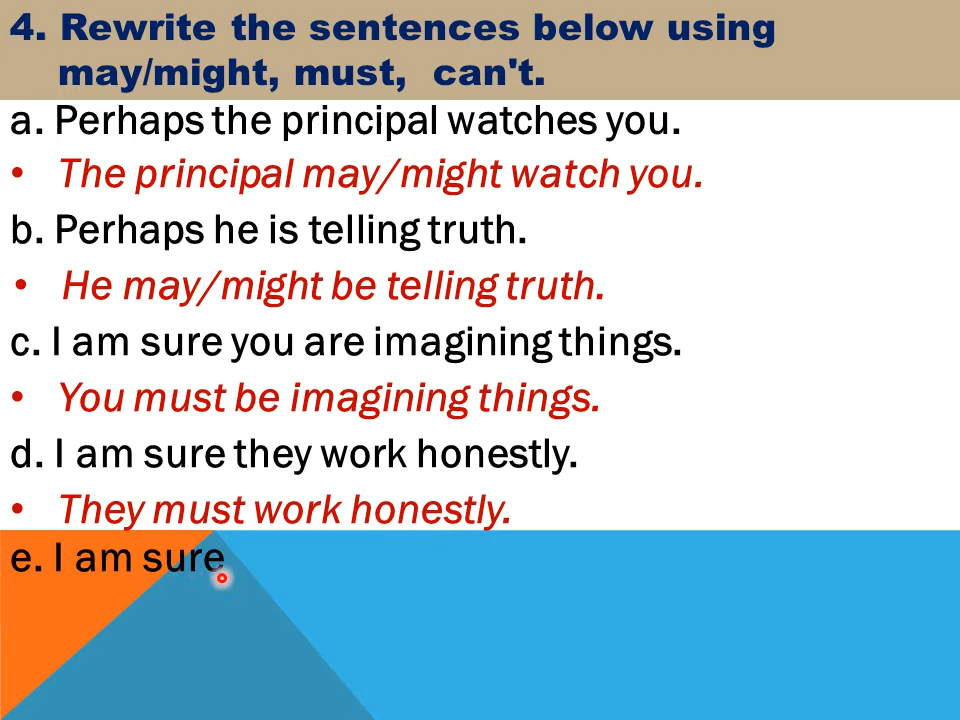 4. Rewrite the sentences below using
may/might, must, can't.
a. Perhaps the principal watches you.
• The principal may/might watch you.
b. Perhaps he is telling truth.
• He may/might be telling truth.
c. I am sure you are imagining things.
• You must be imagining things.
d. I am sure they work honestly.
• They must work honestly.
e. I am sure